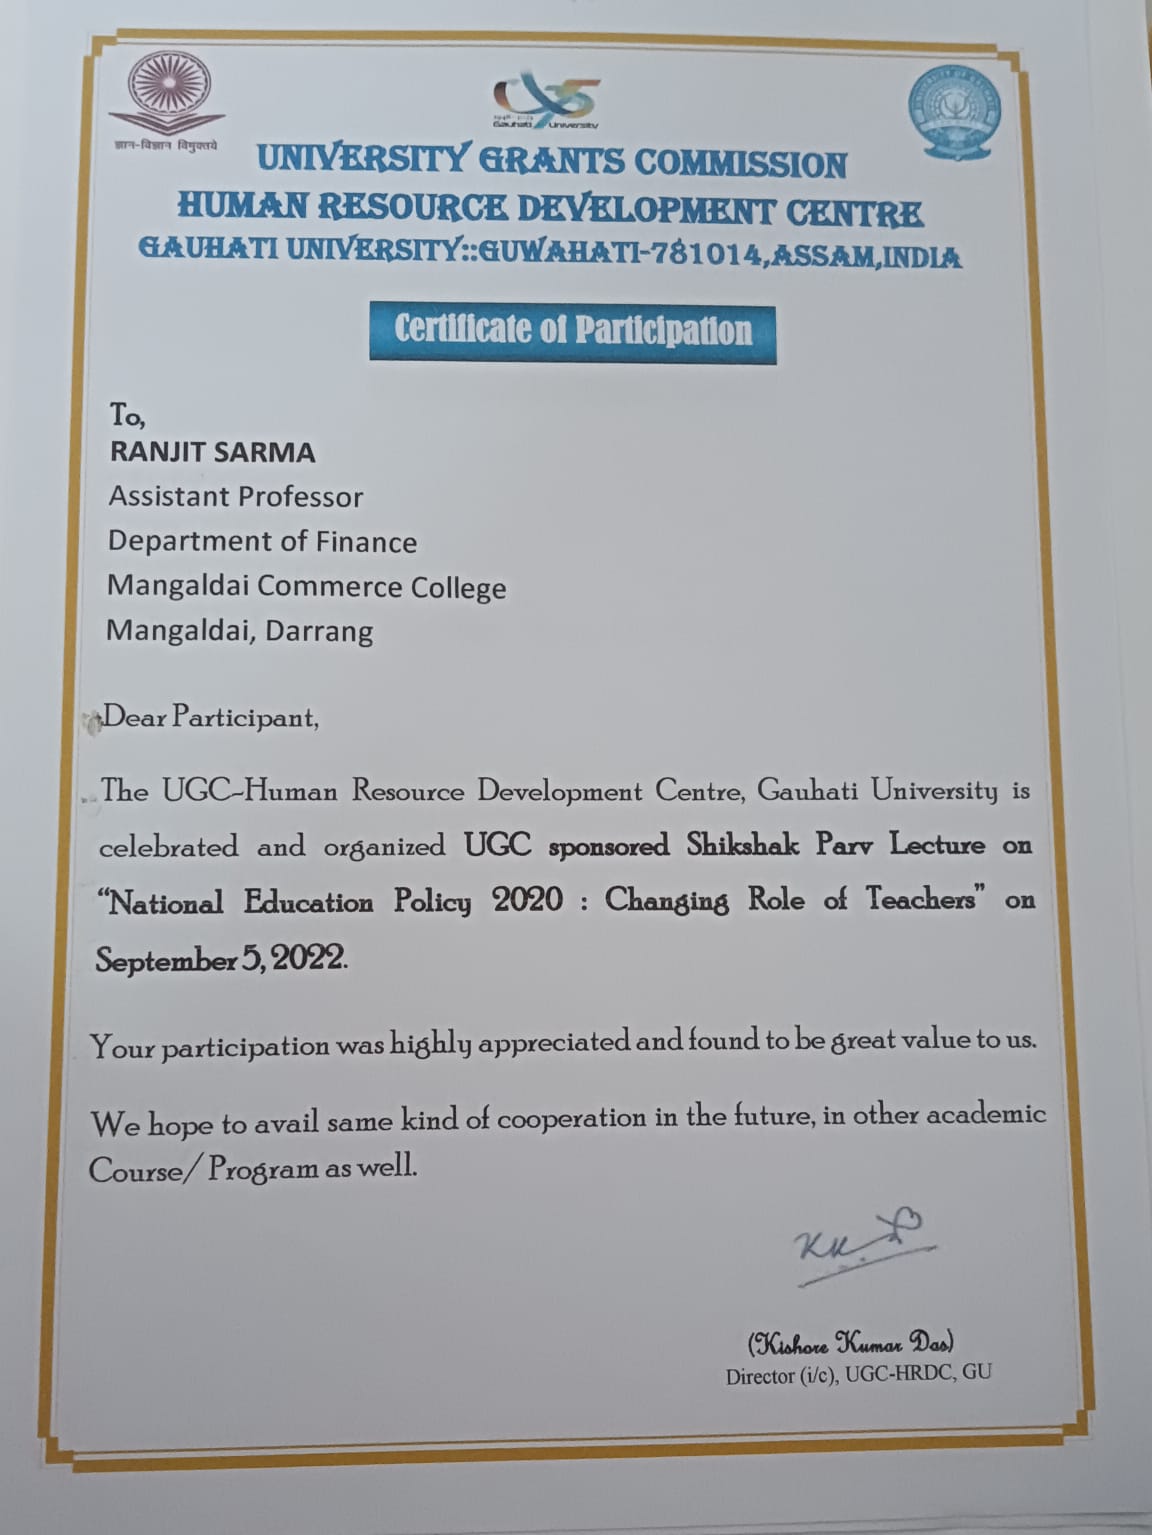 ज्ञान-विज्ञान विमुक्तये
Gauhati University
UNIVERSITY GRANTS COMMISSION
HUMAN RESOURCE DEVELOPMENT CENTRE
GAUHATI UNIVERSITY::GUWAHATI-781014,ASSAM,INDIA
Certificate of Participation
To,
RANJIT SARMA
Assistant Professor
Department of Finance
Mangaldai Commerce College
Mangaldai, Darrang
Dear Participant,
The UGC-Human Resource Development Centre, Gauhati University is
celebrated and organized UGC sponsored Shikshak Parv Lecture on
“National Education Policy 2020 : Changing Role of Teachers” on
September 5, 2022.
Your participation was highly appreciated and found to be great value to us.
We hope to avail same kind of cooperation in the future, in other academic
Course/ Program as well.
(Kishore Kumar Das)
Director (i/c), UGC-HRDC, GU